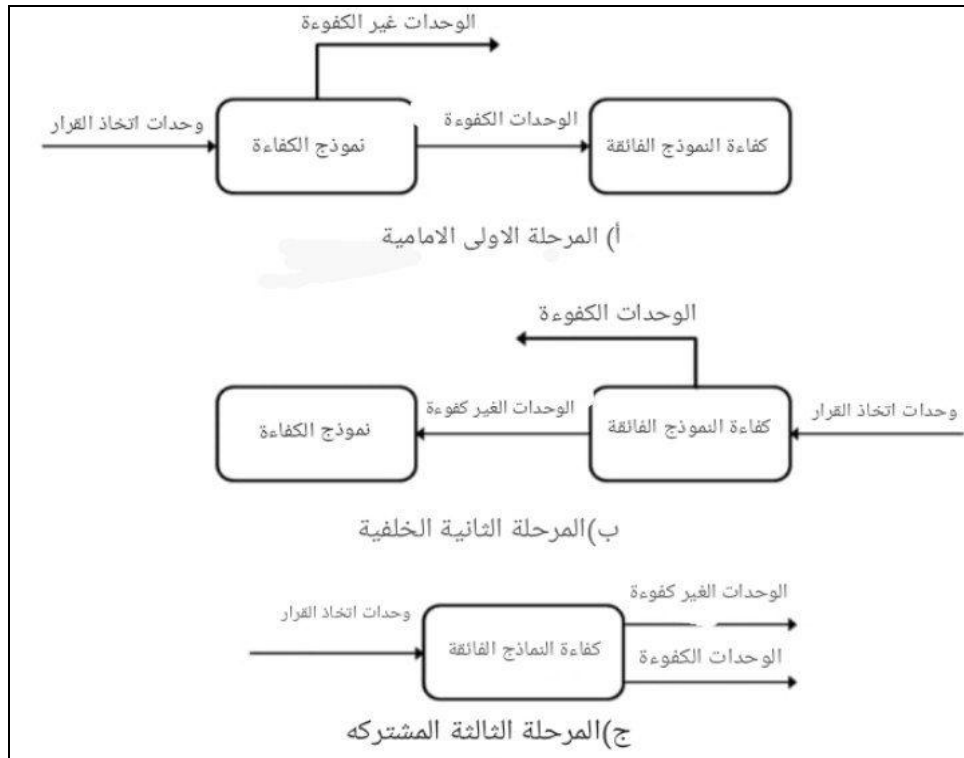 الوحدات غير الكفوءة
وحدات اتخاذ القرار
نموذج الكفاءة
الوحدات الكفوءة
كفاءة النموذج الفائقة
أ) المرحلة الاولى الامامية
الوحدات الكفوءة
وحدات اتخاذ القرار
كفاءة النموذج الفائقة
الوحدات الغير كفوءة
نموذج الكفاءة
ب)المرحلة الثانية الخلفية
وحدات اتخاذ القرار
كفاءة النماذج الفائقة
الوحدات الغير كفوءة
الوحدات الكفوءة
ج)المرحلة الثالثة المشتركه